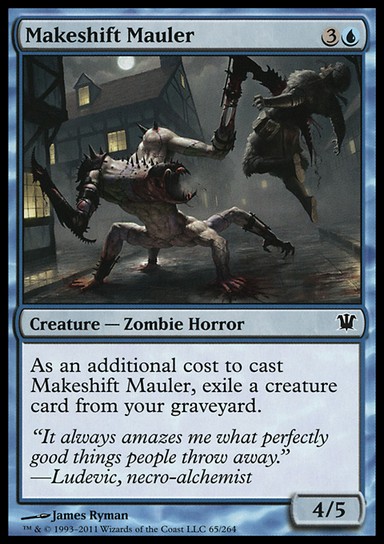 Makeshift Mauler 3
Creature — Zombie Horror
As an additional cost to cast
Makeshift Mauler, exile a creature
card from your graveyard.
“It always amazes me what perfectly
good things people throw away.”
—Ludevic, necro-alchemist
4/5
James Ryman
™ & © 1993-2011 Wizards of the Coast LLC 65/264